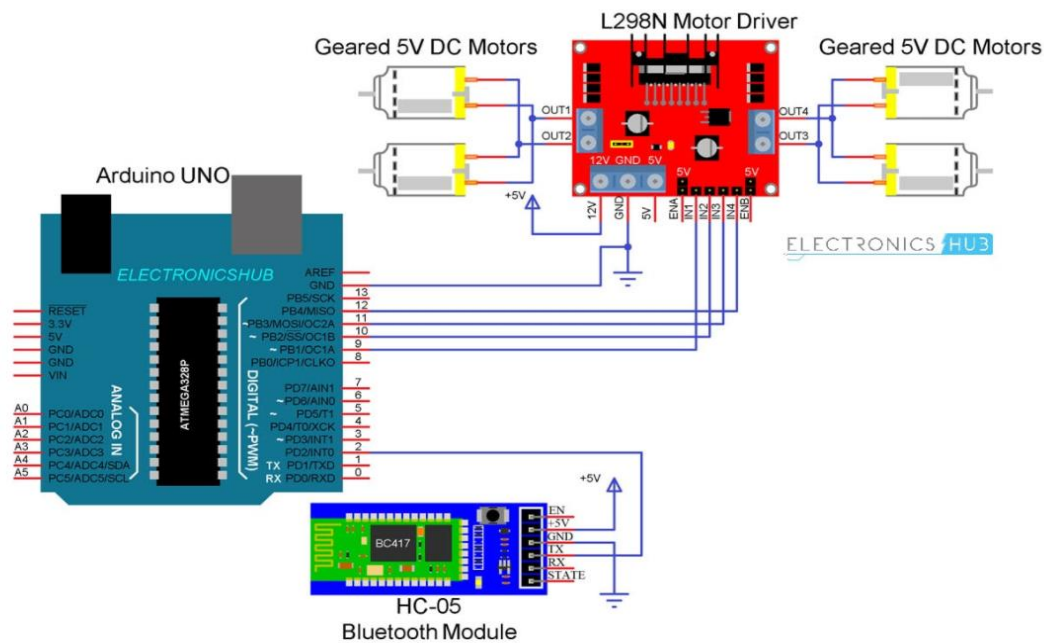 L298N Motor Driver
Geared 5V DC Motors
Geared 5V DC Motors
OUT1
OUT2
OUT4
OUT3
12V GND 5V
5V
5V
+5V
12V
GND
5V
ENA
IN1
IN2
IN3
IN4
ENB
ELECTRONICS HUB
Arduino UNO
ELECTRONICSHUB
ATMEGA328P
ANALOG IN
DIGITAL (~PWM)
RESET
3.3V
5V
GND
GND
VIN
A0 PC0/ADC0
A1 PC1/ADC1
A2 PC2/ADC2
A3 PC3/ADC3
A4 PC4/ADC4/SDA
A5 PC5/ADC5/SCL
AREF
GND
PB5/SCK 13
PB4/MISO 12
~PB3/MOSI/OC2A 11
~ PB2/SS/OC1B 10
~ PB1/OC1A 9
PB0/ICP1/CLKO 8
PD7/AIN1 7
~PD6/AIN0 6
~ PD5/T1 5
PD4/T0/XCK 4
~PD3/INT1 3
PD2/INT0 2
TX PD1/TXD 1
RX PD0/RXD 0
+5V
BC417
EN
+5V
GND
TX
RX
STATE
HC-05
Bluetooth Module